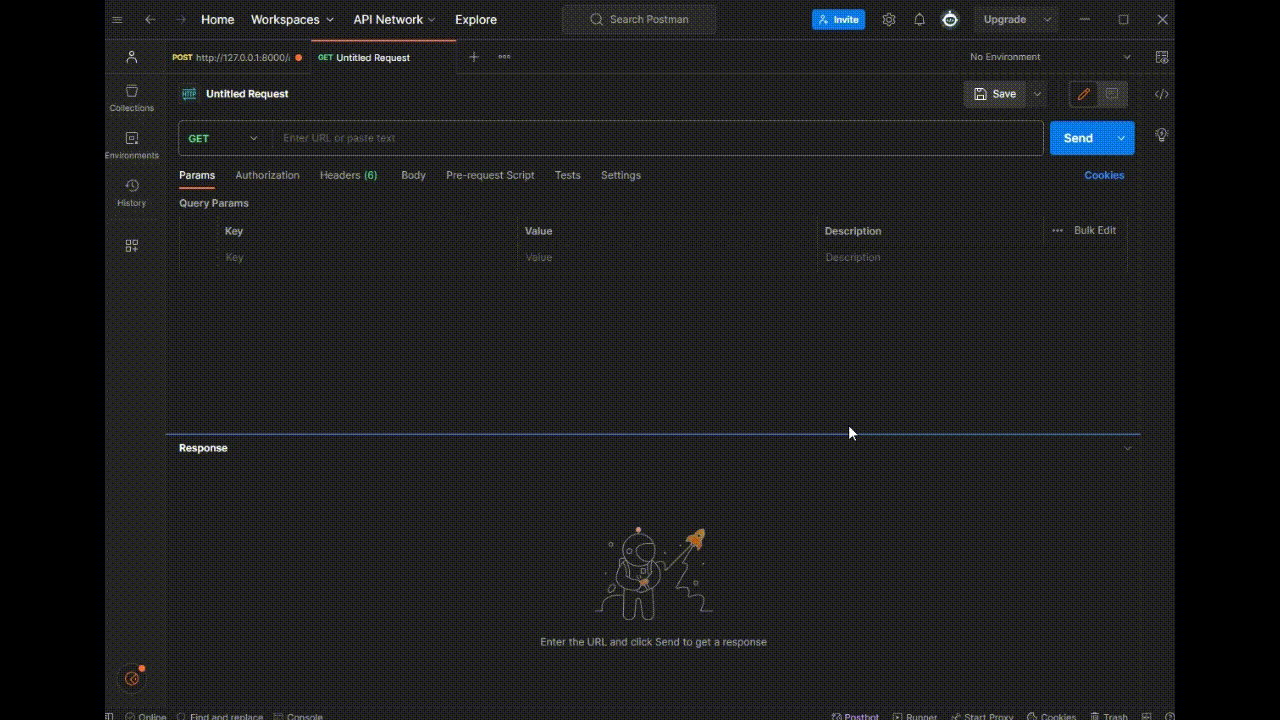 Home Workspaces API Network Explore Search Postman Invite Upgrade
POST http://127.0.0.1:8000/ GET Untitled Request No Environment
HTTP Untitled Request Save
Collections
GET Enter URL or paste text Send
Environments
Params Authorization Headers (6) Body Pre-request Script Tests Settings Cookies
History
Query Params
Key Value Description Bulk Edit
Key Value Description
Response
Enter the URL and click Send to get a response
Online Find and replace Console Postbot Runner Start Proxy Cookies Trash